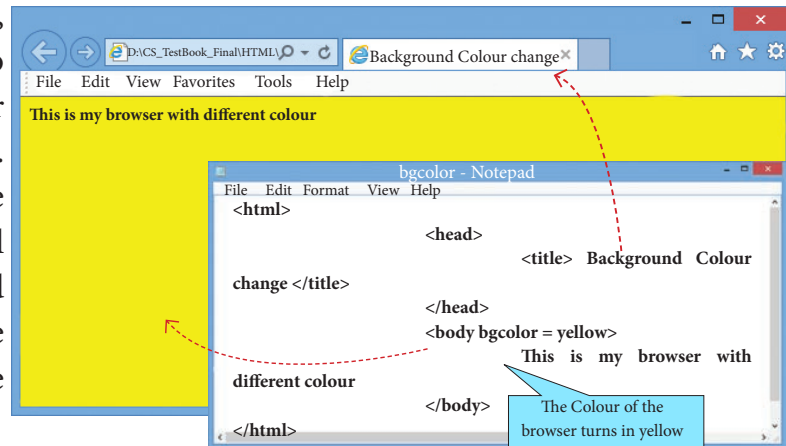 D:\CS_TestBook_Final\HTML\
Background Colour change
File Edit View Favorites Tools Help
This is my browser with different colour
bgcolor - Notepad
File Edit Format View Help
<html>
<head>
<title> Background Colour
change </title>
</head>
<body bgcolor = yellow>
This is my browser with
different colour
</body>
</html>
The Colour of the
browser turns in yellow